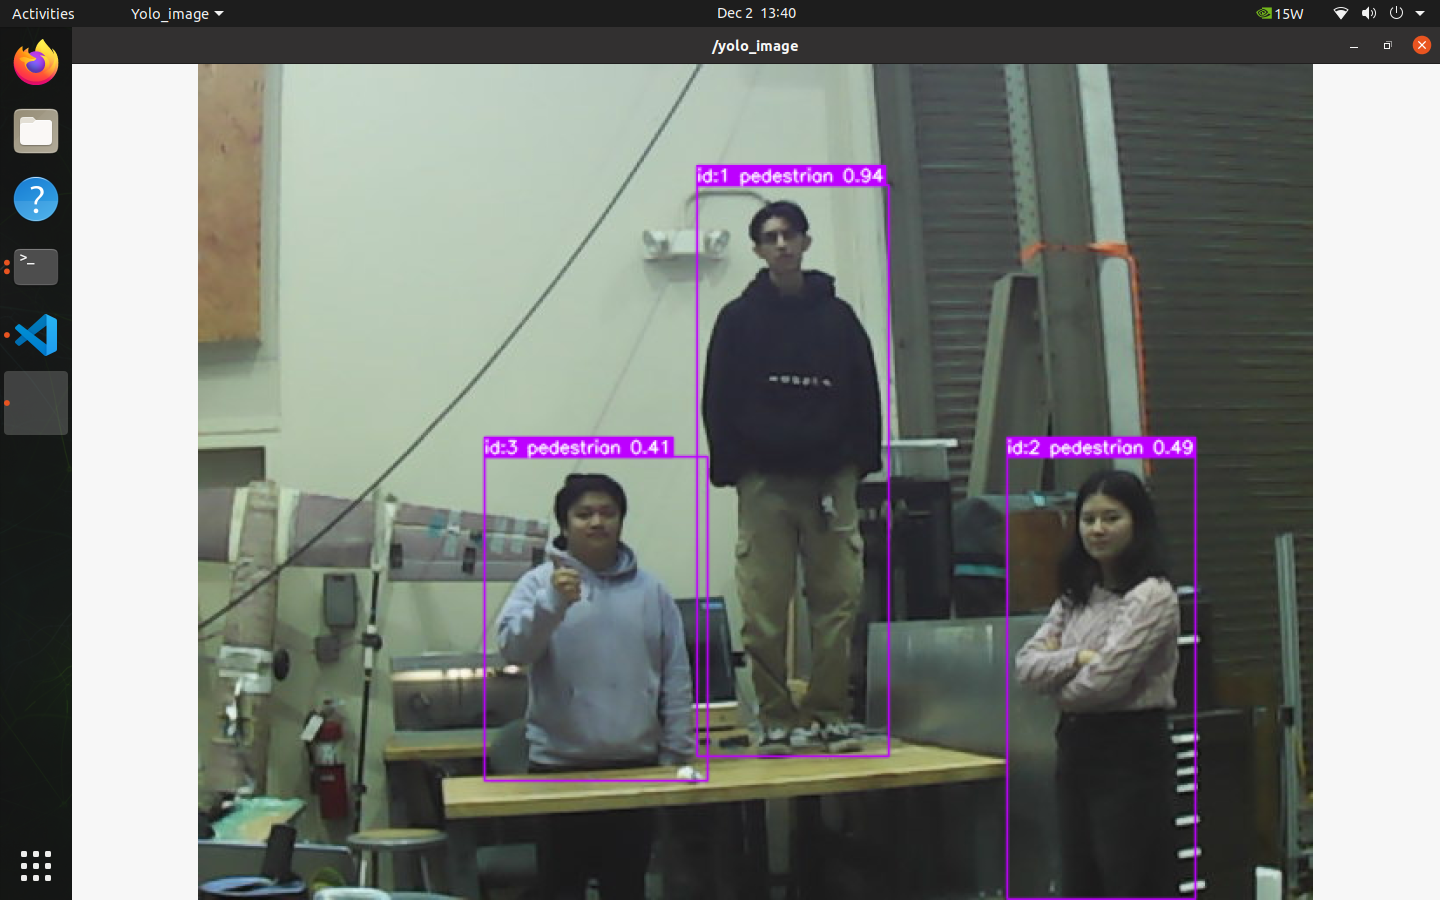 Activities
Yolo_image
Dec 2 13:40
15W
/yolo_image
id:1 pedestrian 0.94
id:3 pedestrian 0.41
id:2 pedestrian 0.49